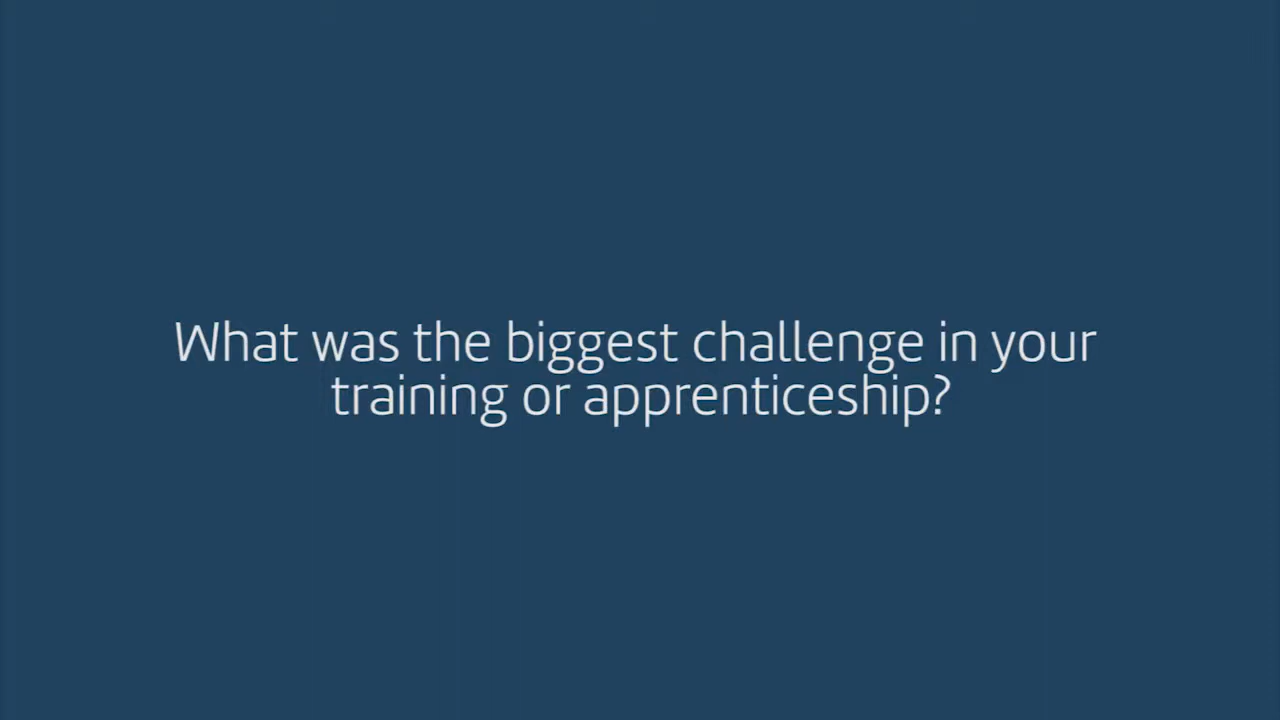 What was the biggest challenge in your
training or apprenticeship?